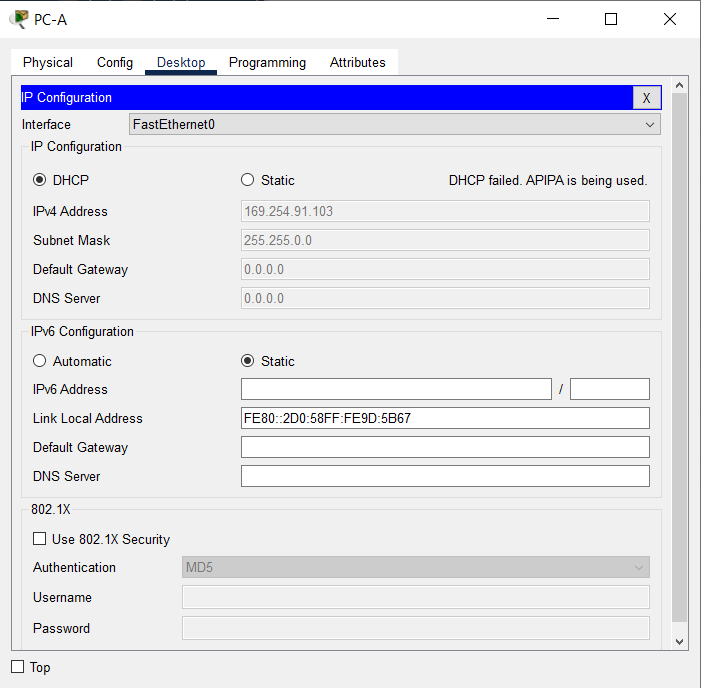 PC-A
Physical Config Desktop Programming Attributes
IP Configuration X
Interface FastEthernet0
IP Configuration
DHCP Static DHCP failed. APIPA is being used.
IPv4 Address 169.254.91.103
Subnet Mask 255.255.0.0
Default Gateway 0.0.0.0
DNS Server 0.0.0.0
IPv6 Configuration
Automatic Static
IPv6 Address /
Link Local Address FE80::2D0:58FF:FE9D:5B67
Default Gateway
DNS Server
802.1X
Use 802.1X Security
Authentication MD5
Username
Password
Top